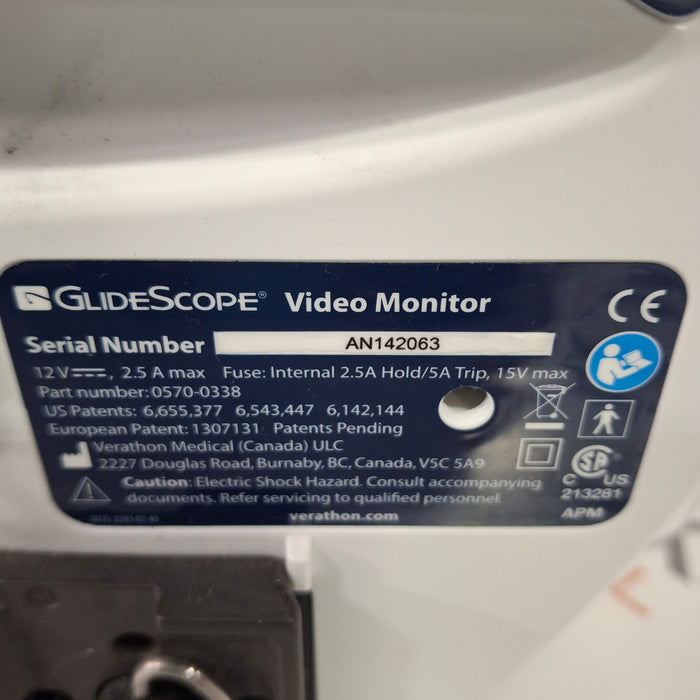 GLIDESCOPE® Video Monitor
Serial Number AN142063
12 V⎓, 2.5 A max Fuse: Internal 2.5A Hold/5A Trip, 15V max
Part number: 0570-0338
US Patents: 6,655,377 6,543,447 6,142,144
European Patent: 1307131 Patents Pending
Verathon Medical (Canada) ULC
2227 Douglas Road, Burnaby, BC, Canada, V5C 5A9
Caution: Electric Shock Hazard. Consult accompanying
documents. Refer servicing to qualified personnel.
verathon.com
CE
SA
C US
213281
APM